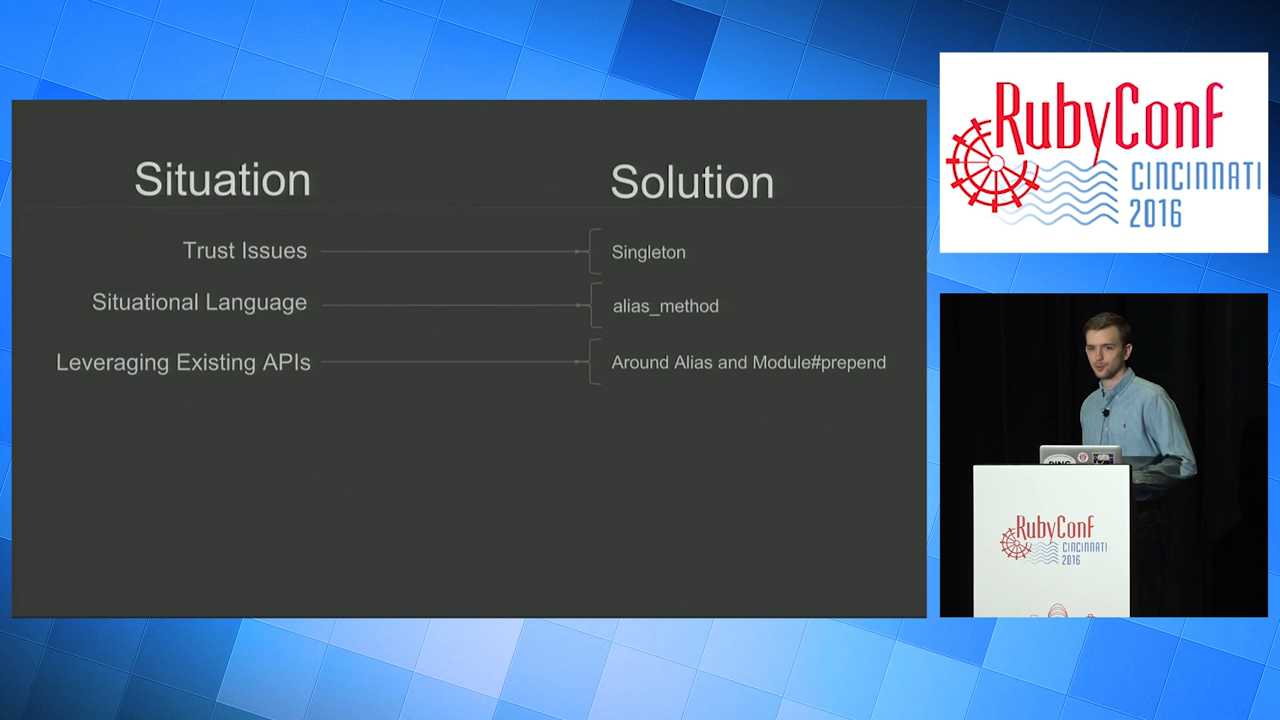 Situation
Solution
Trust Issues
Singleton
Situational Language
alias_method
Leveraging Existing APIs
Around Alias and Module#prepend
RubyConf
CINCINNATI
2016
RubyConf
CINCINNATI
2016